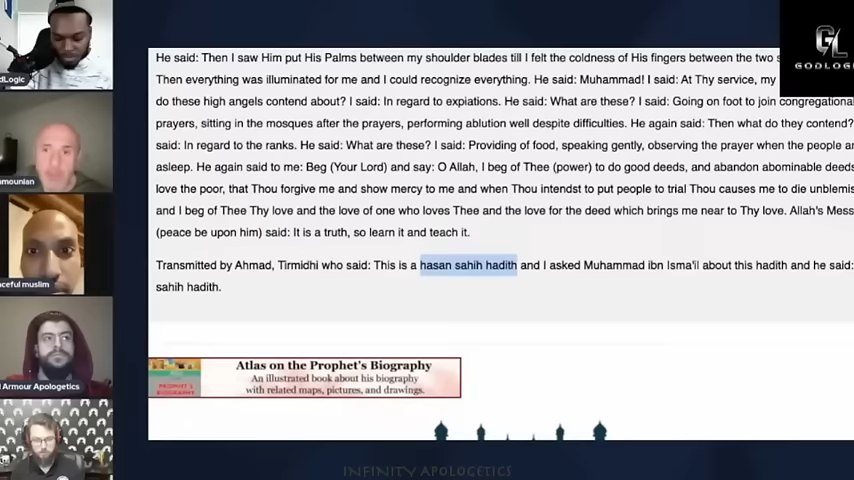 dLogic
GL
GODLOGIC
mounian
ceful muslim
Armour Apologetics
He said: Then I saw Him put His Palms between my shoulder blades till I felt the coldness of His fingers between the two
Then everything was illuminated for me and I could recognize everything. He said: Muhammad! I said: At Thy service, my
do these high angels contend about? I said: In regard to expiations. He said: What are these? I said: Going on foot to join congregational
prayers, sitting in the mosques after the prayers, performing ablution well despite difficulties. He again said: Then what do they contend?
said: In regard to the ranks. He said: What are these? I said: Providing of food, speaking gently, observing the prayer when the people ar
asleep. He again said to me: Beg (Your Lord) and say: O Allah, I beg of Thee (power) to do good deeds, and abandon abominable deeds
love the poor, that Thou forgive me and show mercy to me and when Thou intendst to put people to trial Thou causes me to die unblemis
and I beg of Thee Thy love and the love of one who loves Thee and the love for the deed which brings me near to Thy love. Allah's Mess
(peace be upon him) said: It is a truth, so learn it and teach it.
Transmitted by Ahmad, Tirmidhi who said: This is a hasan sahih hadith and I asked Muhammad ibn Isma'il about this hadith and he said:
sahih hadith.
Atlas on the Prophet's Biography
An illustrated book about his biography
with related maps, pictures, and drawings.
PROPHET'S
BIOGRAPHY
INFINITY APOLOGETICS